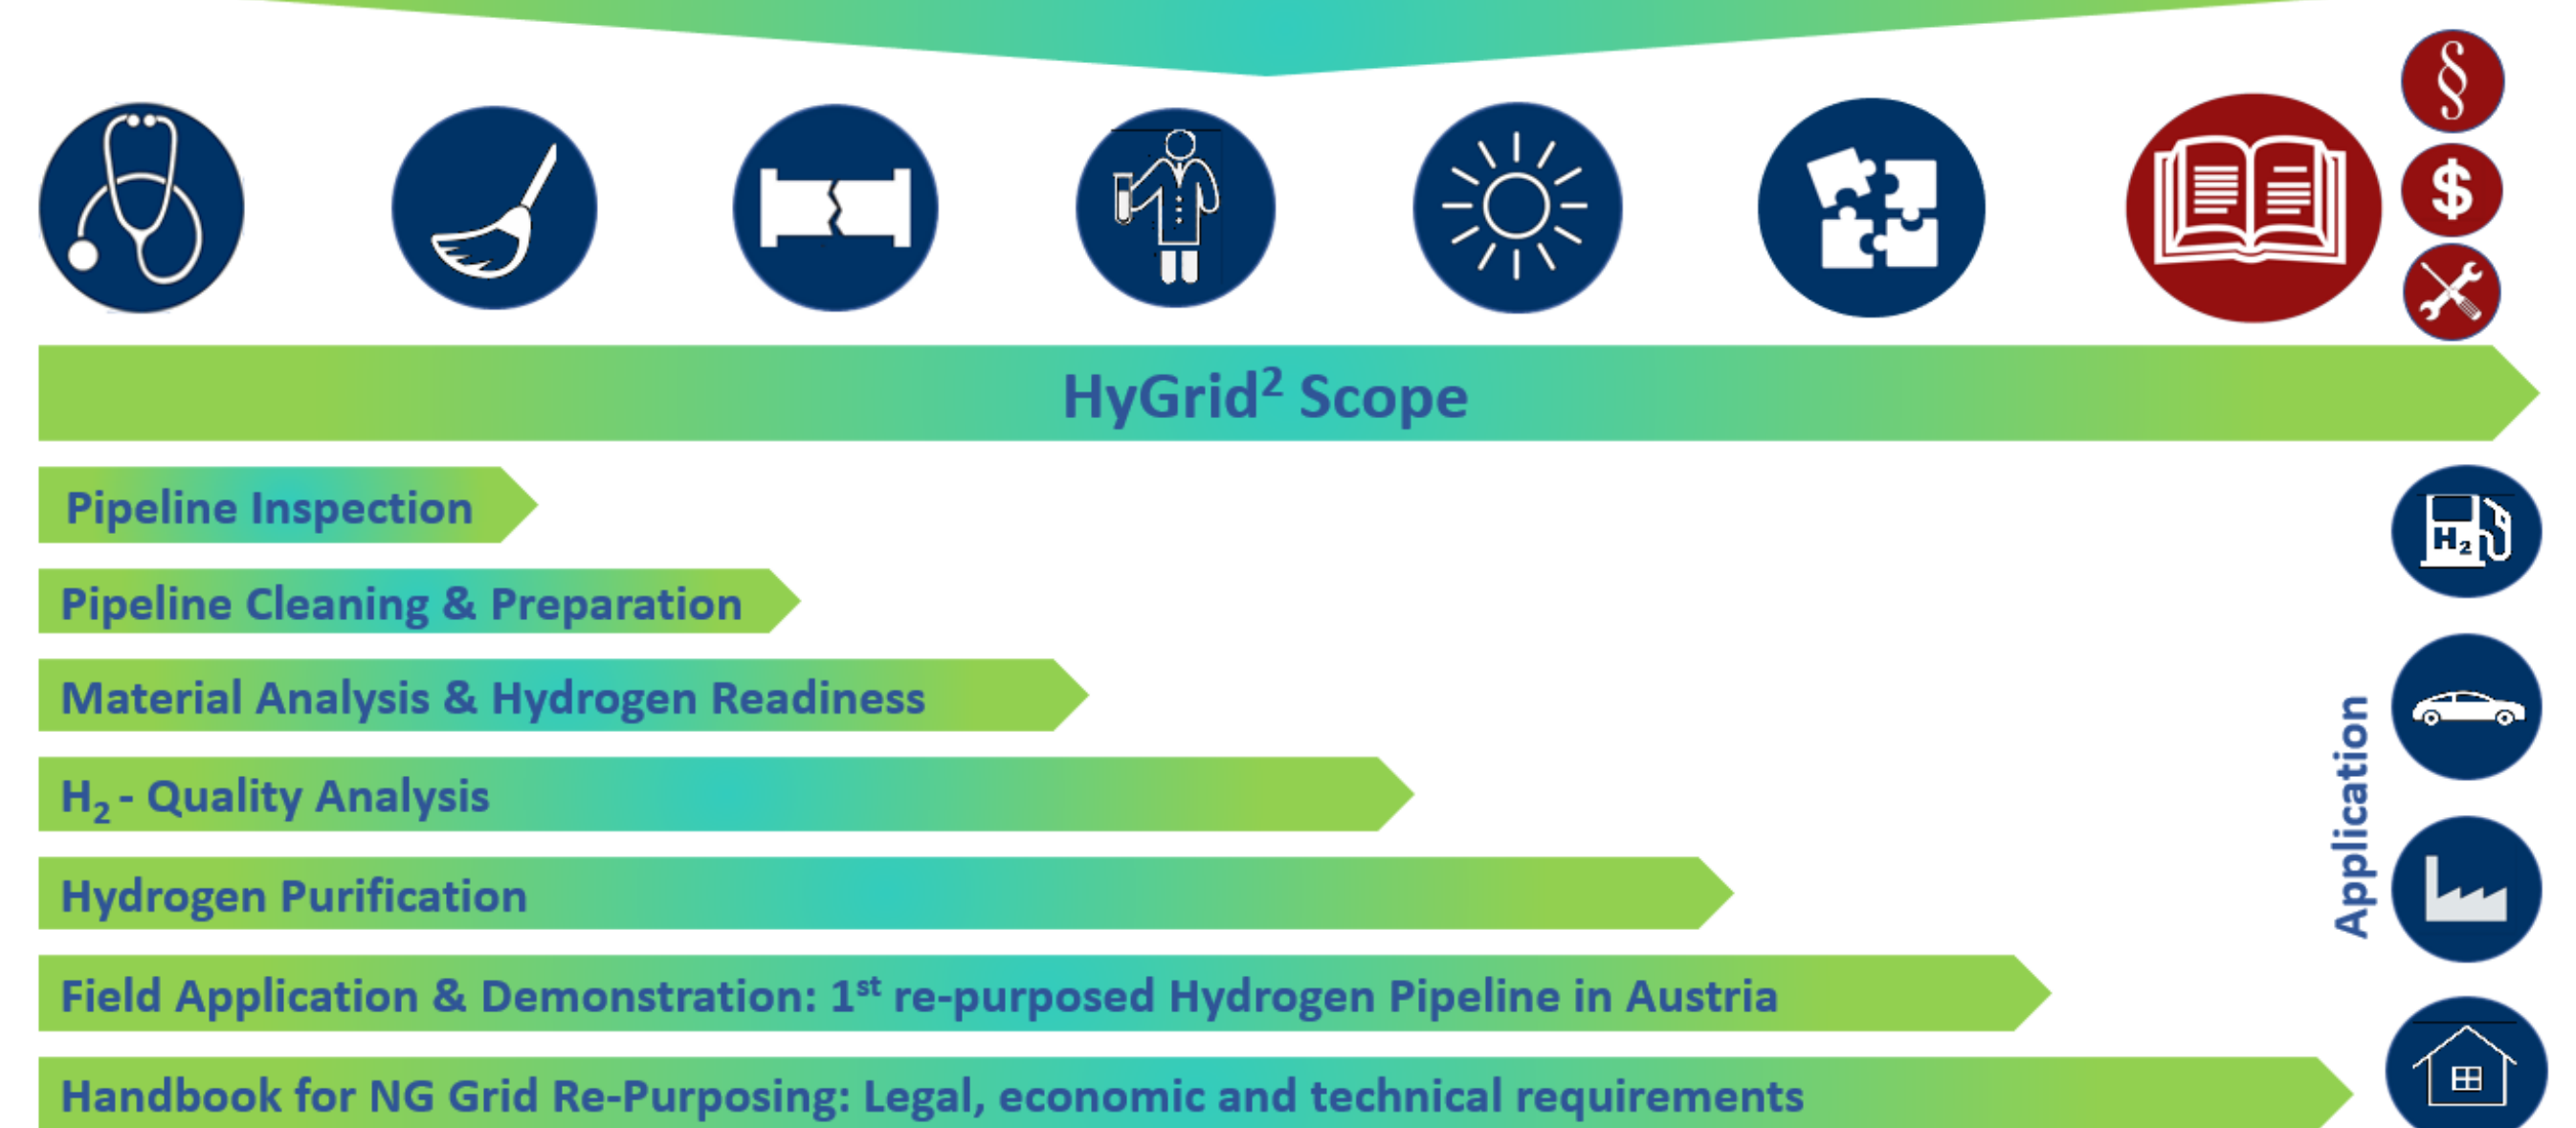 §
$
HyGrid² Scope
Pipeline Inspection
Pipeline Cleaning & Preparation
Material Analysis & Hydrogen Readiness
H₂ - Quality Analysis
Hydrogen Purification
Field Application & Demonstration: 1ˢᵗ re-purposed Hydrogen Pipeline in Austria
Handbook for NG Grid Re-Purposing: Legal, economic and technical requirements
Application
H₂